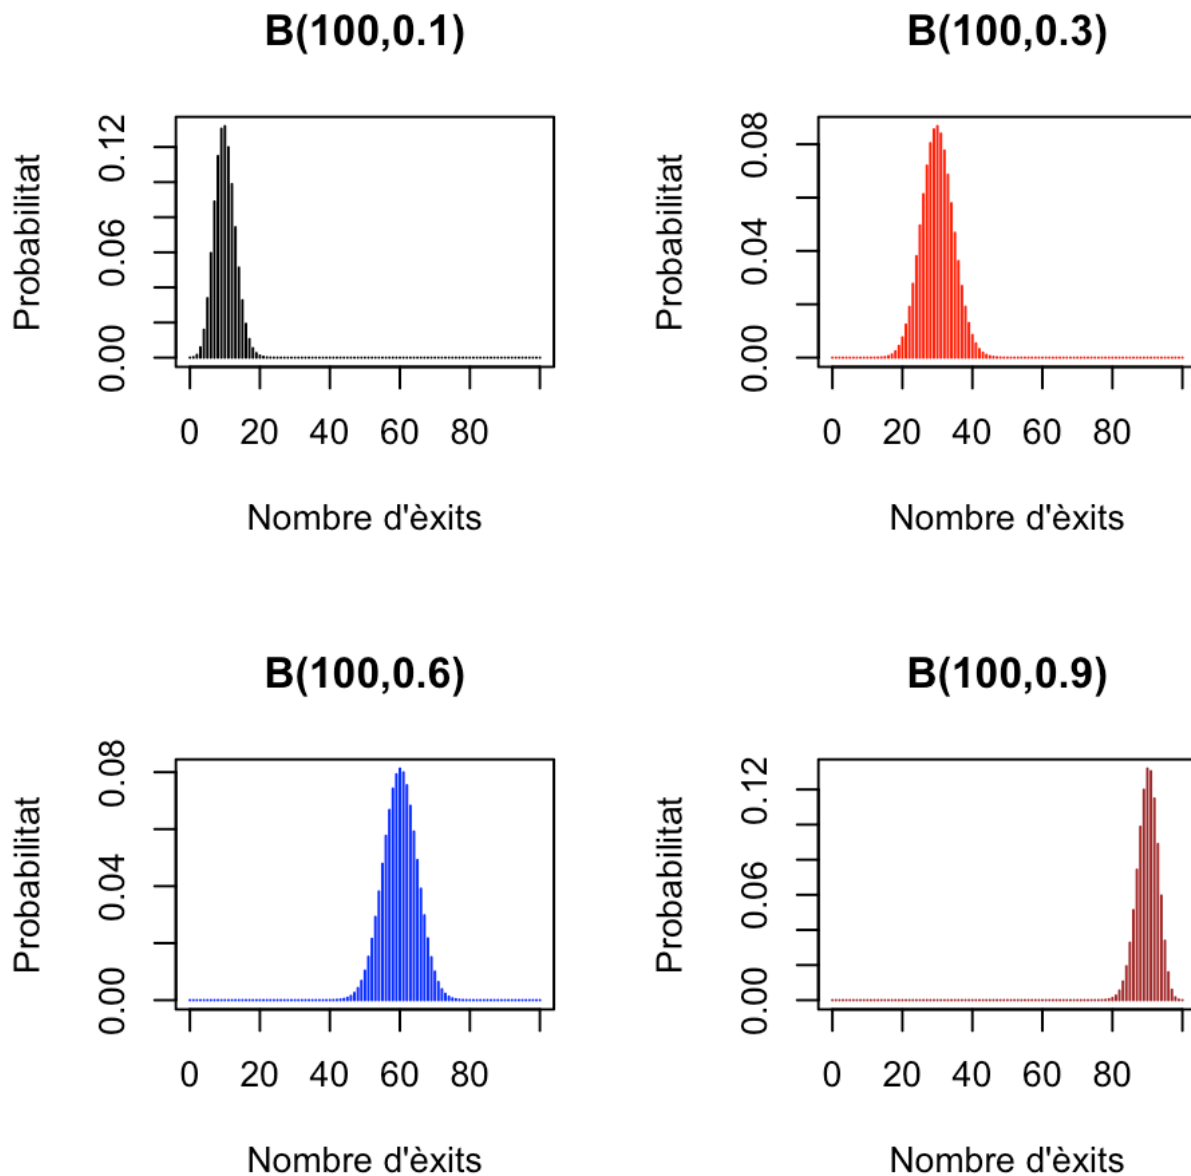 B(100,0.1)
Probabilitat
0.00 0.06 0.12
0 20 40 60 80
Nombre d'èxits
B(100,0.3)
Probabilitat
0.00 0.04 0.08
0 20 40 60 80
Nombre d'èxits
B(100,0.6)
Probabilitat
0.00 0.04 0.08
0 20 40 60 80
Nombre d'èxits
B(100,0.9)
Probabilitat
0.00 0.06 0.12
0 20 40 60 80
Nombre d'èxits